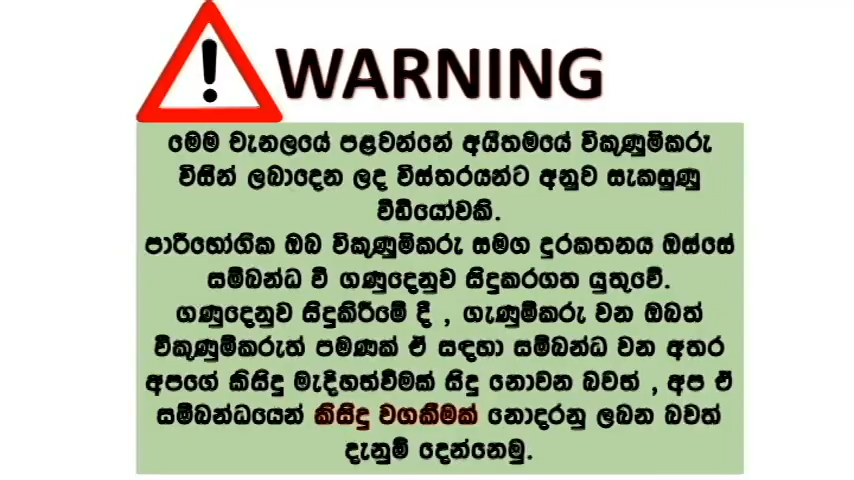 WARNING
මෙම චැනලයේ පළවන්නේ අයිතමයේ විකුණුම්කරු
විසින් ලබාදෙන ලද විස්තරයන්ට අනුව සැකසුණු
වීඩියෝවකි.
පාරිභෝගික ඔබ විකුණුම්කරු සමග දුරකතනය ඔස්සේ
සම්බන්ධ වී ගණුදෙනුව සිදුකරගත යුතුවේ.
ගණුදෙනුව සිදුකිරීමේ දී , ගැණුම්කරු වන ඔබත්
විකුණුම්කරුත් පමණක් ඒ සඳහා සම්බන්ධ වන අතර
අපගේ කිසිදු මැදිහත්වීමක් සිදු නොවන බවත් , අප ඒ
සම්බන්ධයෙන් කිසිදු වගකීමක් නොදරනු ලබන බවත්
දැනුම් දෙන්නෙමු.